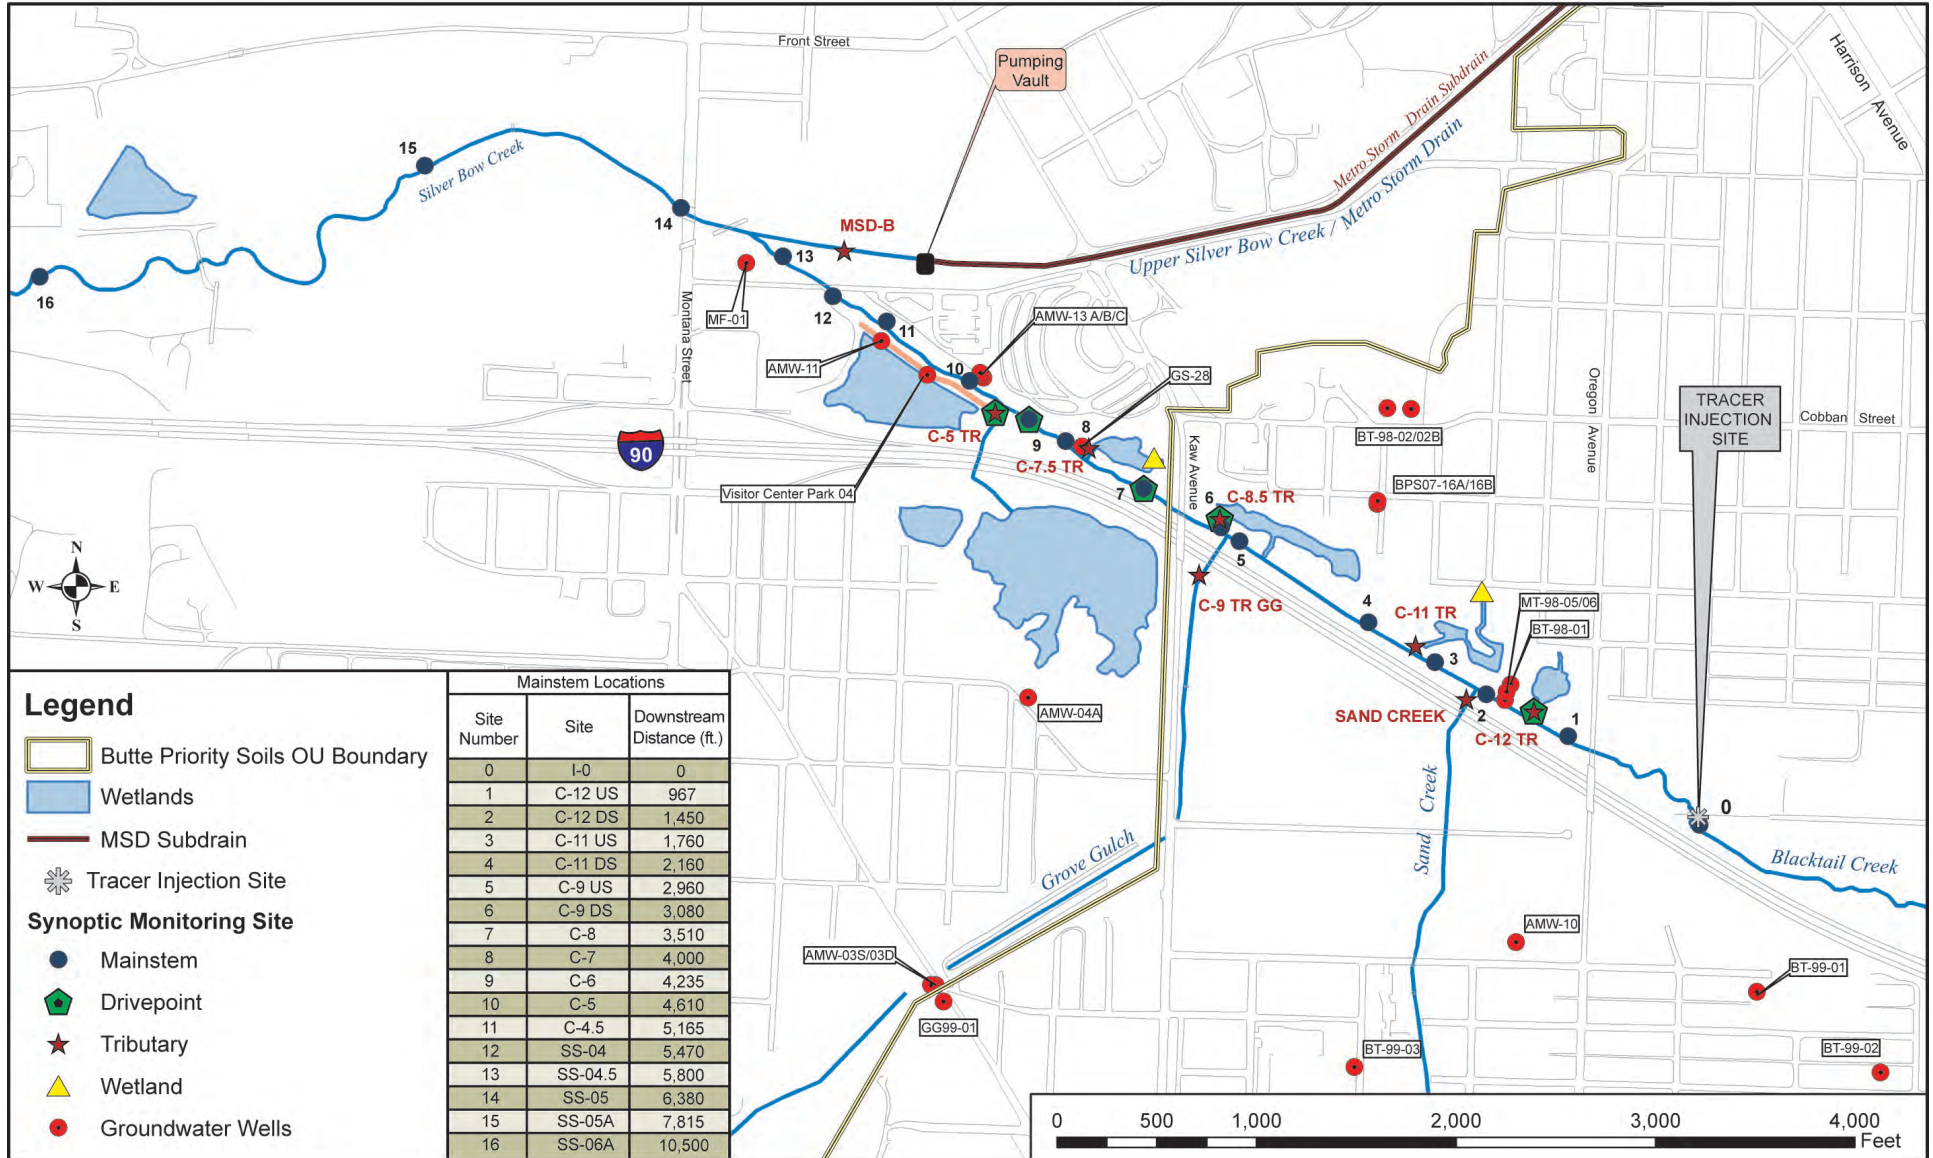 Front Street
Harrison Avenue
Pumping
Vault
Metro Storm Drain Subdrain
Upper Silver Bow Creek / Metro Storm Drain
15
Silver Bow Creek
14
MSD-B
13
16
MF-01
12
11
Montana Street
AMW-13 A/B/C
AMW-11
10
GS-28
C-5 TR
9
8
C-7.5 TR
90
Visitor Center Park 04
7
Kaw Avenue
6
C-8.5 TR
5
BT-98-02/02B
BPS07-16A/16B
Oregon Avenue
TRACER
INJECTION
SITE
Cobban Street
N
W E
S
C-9 TR GG
4
C-11 TR
MT-98-05/06
BT-98-01
3
SAND CREEK
2
C-12 TR
1
0
AMW-04A
Sand Creek
Blacktail Creek
Grove Gulch
AMW-10
AMW-03S/03D
GG99-01
BT-99-01
BT-99-03
BT-99-02
Legend
Butte Priority Soils OU Boundary
Wetlands
MSD Subdrain
Tracer Injection Site
Synoptic Monitoring Site
Mainstem
Drivepoint
Tributary
Wetland
Groundwater Wells
Mainstem Locations
Site Number Site Downstream Distance (ft.)
0 I-0 0
1 C-12 US 967
2 C-12 DS 1,450
3 C-11 US 1,760
4 C-11 DS 2,160
5 C-9 US 2,960
6 C-9 DS 3,080
7 C-8 3,510
8 C-7 4,000
9 C-6 4,235
10 C-5 4,610
11 C-4.5 5,165
12 SS-04 5,470
13 SS-04.5 5,800
14 SS-05 6,380
15 SS-05A 7,815
16 SS-06A 10,500
0 500 1,000 2,000 3,000 4,000
Feet